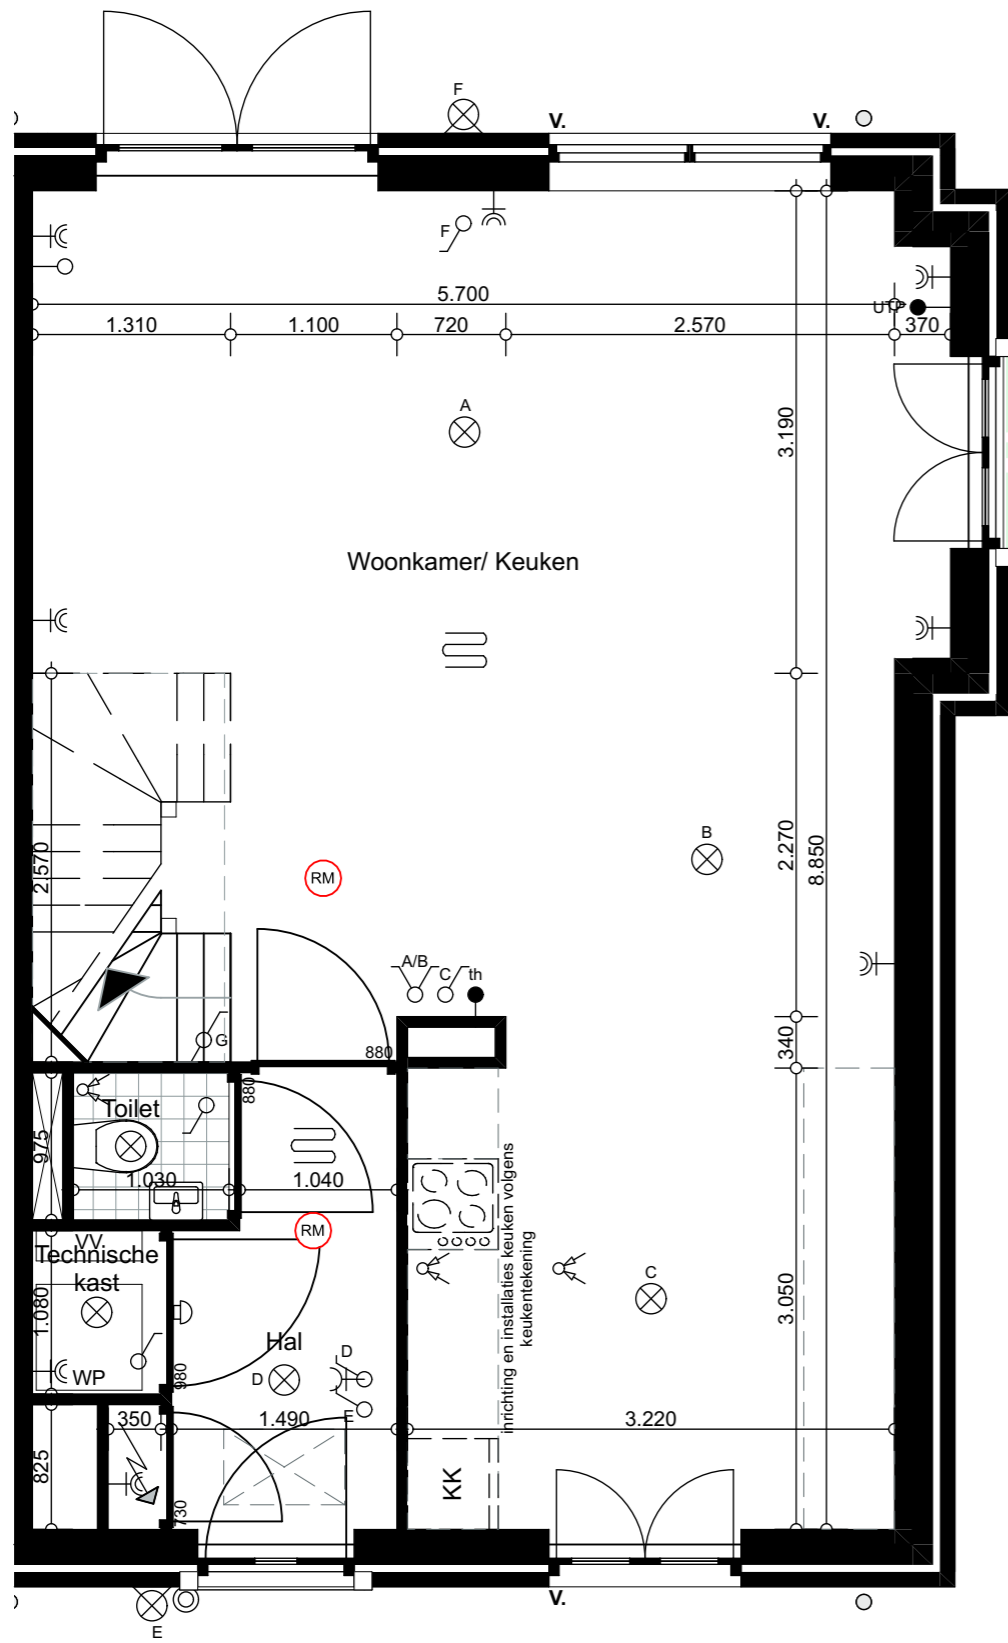 F
V.
V.
F
5.700
UTP
1.310
1.100
720
2.570
370
A
3.190
Woonkamer/ Keuken
2.570
B
2.270
8.850
RM
A/B
C
th
G
880
340
880
Toilet
975
1.030
1.040
RM
VV.
Technische
kast
1.080
WP
980
Hal
D
D
E
C
3.050
inrichting en installaties keuken volgens
keukentekening
350
1.490
3.220
825
730
KK
V.
E